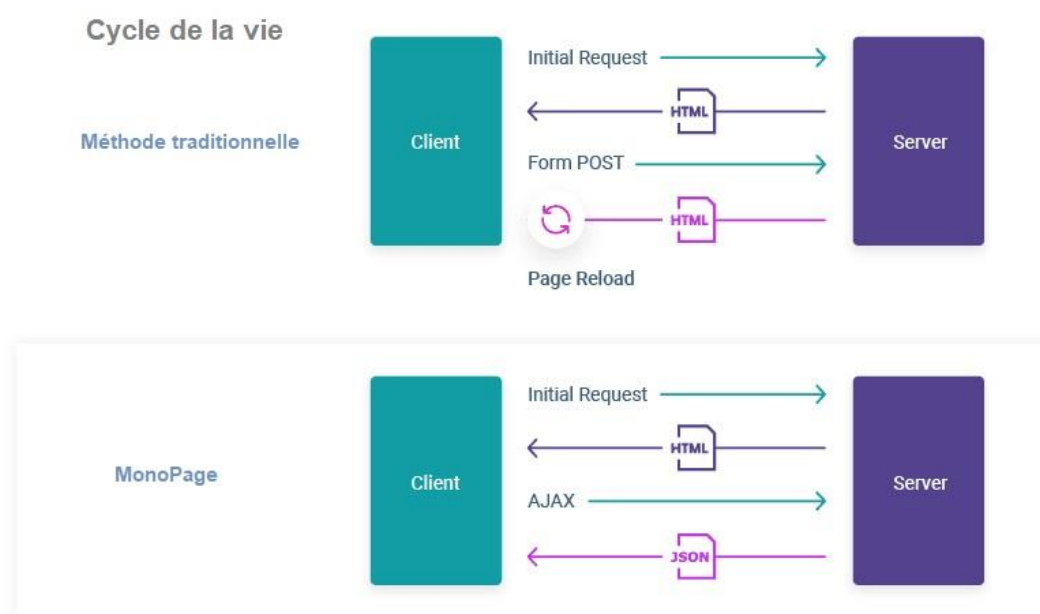 Cycle de la vie
Méthode traditionnelle
Client
Initial Request
HTML
Form POST
HTML
Page Reload
Server
MonoPage
Client
Initial Request
HTML
AJAX
JSON
Server